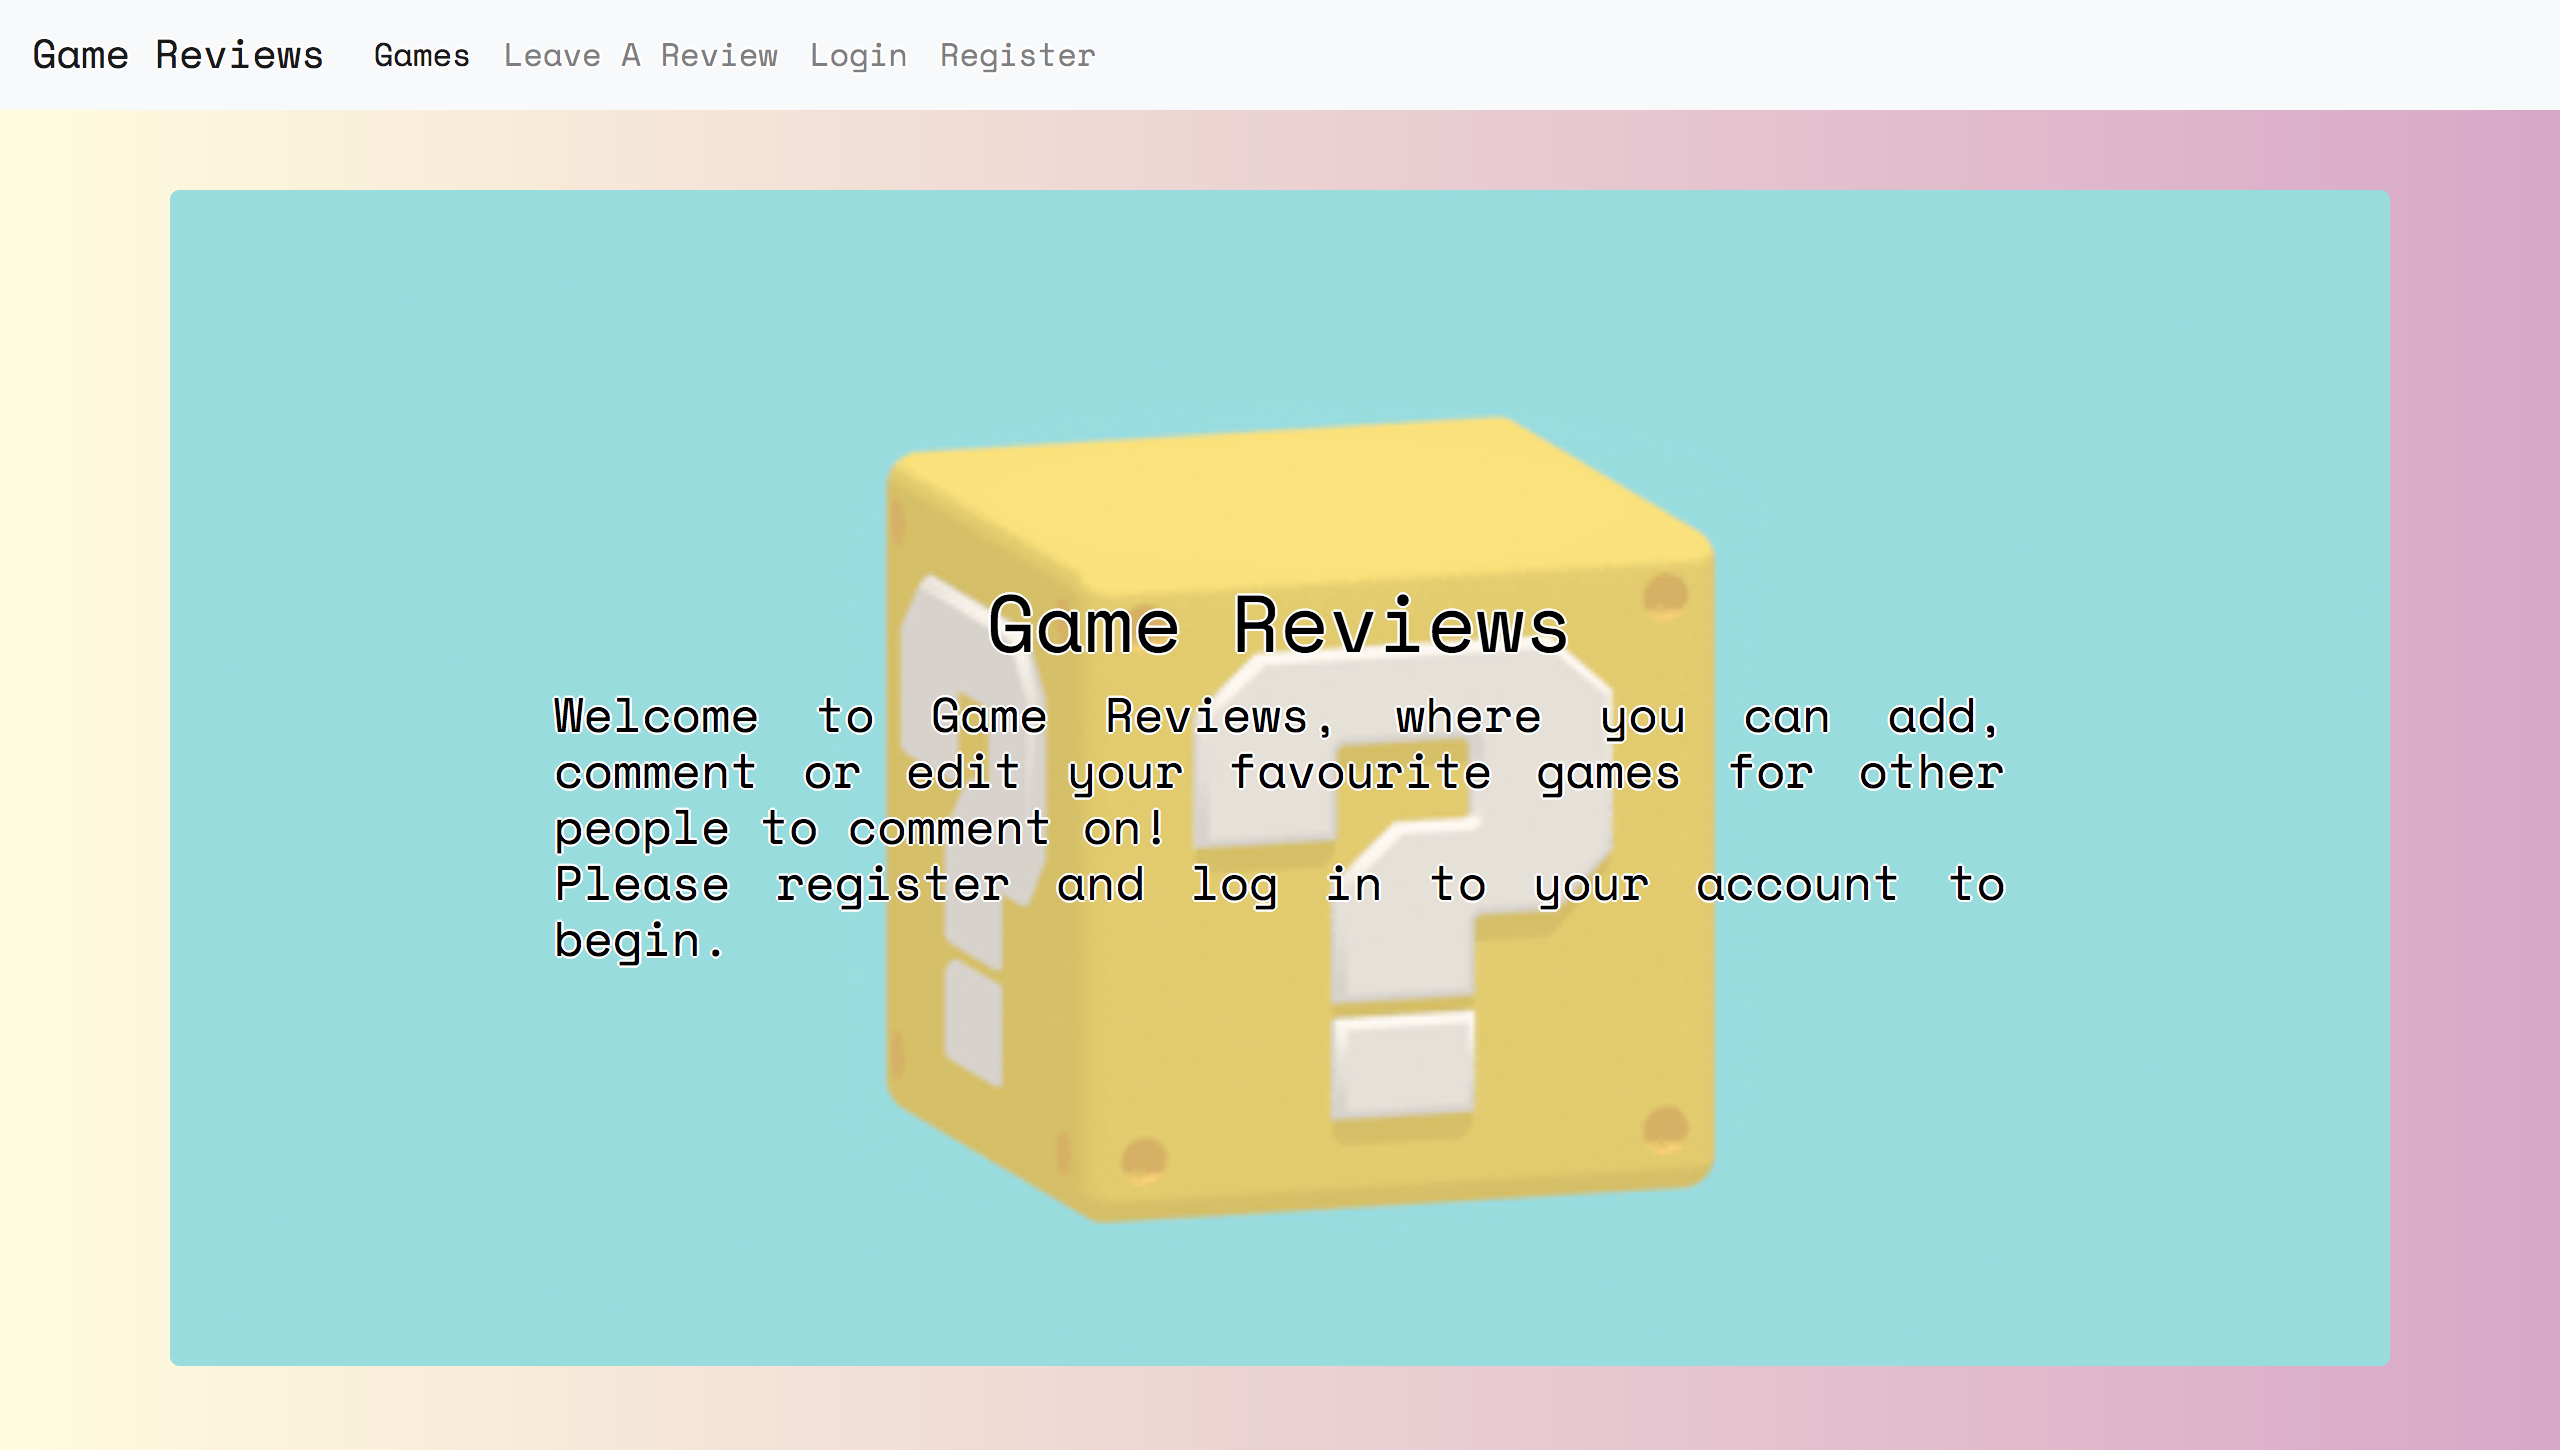 Game Reviews Games Leave A Review Login Register
Game Reviews
Welcome to Game Reviews, where you can add,
comment or edit your favourite games for other
people to comment on!
Please register and log in to your account to
begin.